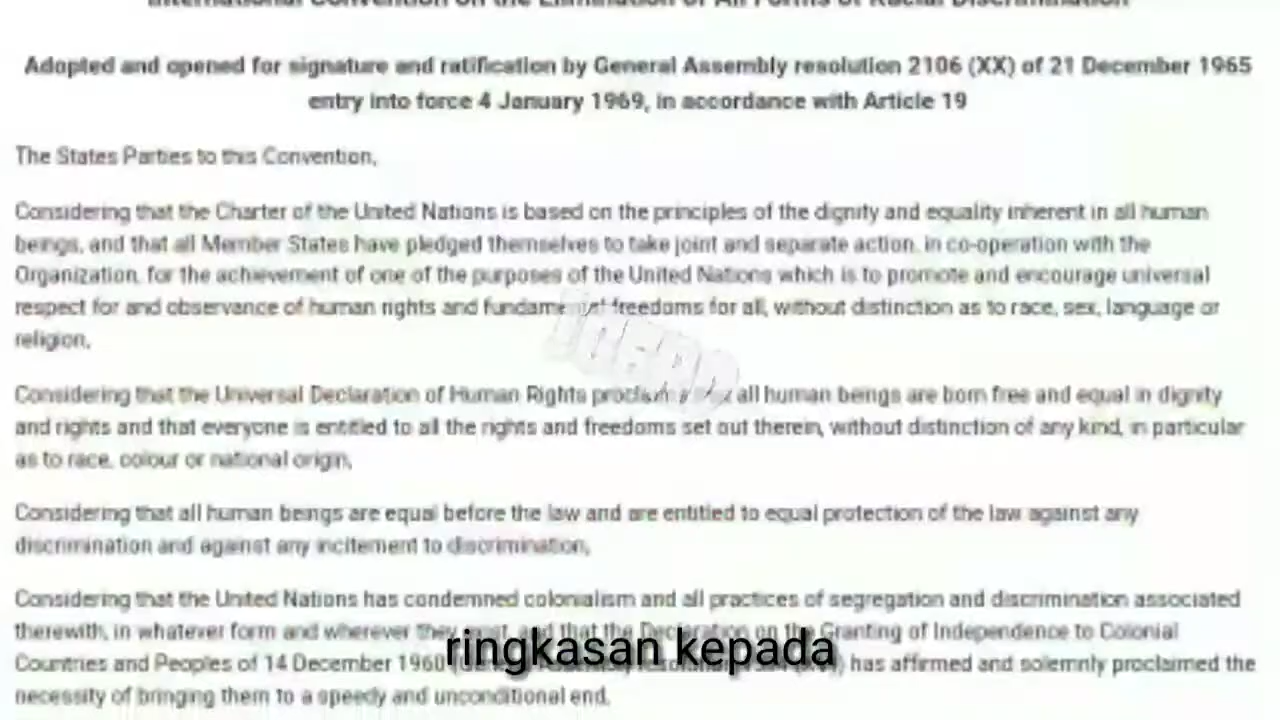 International Convention on the Elimination of All Forms of Racial Discrimination
Adopted and opened for signature and ratification by General Assembly resolution 2106 (XX) of 21 December 1965
entry into force 4 January 1969, in accordance with Article 19
The States Parties to this Convention,
Considering that the Charter of the United Nations is based on the principles of the dignity and equality inherent in all human
beings, and that all Member States have pledged themselves to take joint and separate action, in co-operation with the
Organization, for the achievement of one of the purposes of the United Nations which is to promote and encourage universal
respect for and observance of human rights and freedoms for all, without distinction as to race, sex, language or
religion,
Considering that the Universal Declaration of Human Rights all human beings are born free and equal in dignity
and rights and that everyone is entitled to all the rights and freedoms set out therein, without distinction of any kind, in particular
as to race, colour or national origin,
Considering that all human beings are equal before the law and are entitled to equal protection of the law against any
discrimination and against any incitement to discrimination,
Considering that the United Nations has condemned colonialism and all practices of segregation and discrimination associated
therewith, in whatever form and wherever they that the Declaration on the Granting of Independence to Colonial
Countries and Peoples of 14 December 1960 has affirmed and solemnly proclaimed the
necessity of bringing them to a speedy and unconditional end,
ringkasan kepada